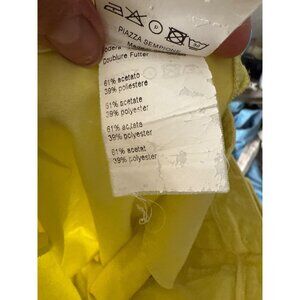 PIAZZA SEMPIONE
Doublure Futter
61% acetato
39% poliestere
61% acetate
39% polyester
61% acétate
39% polyester
61% acetat
39% polyester